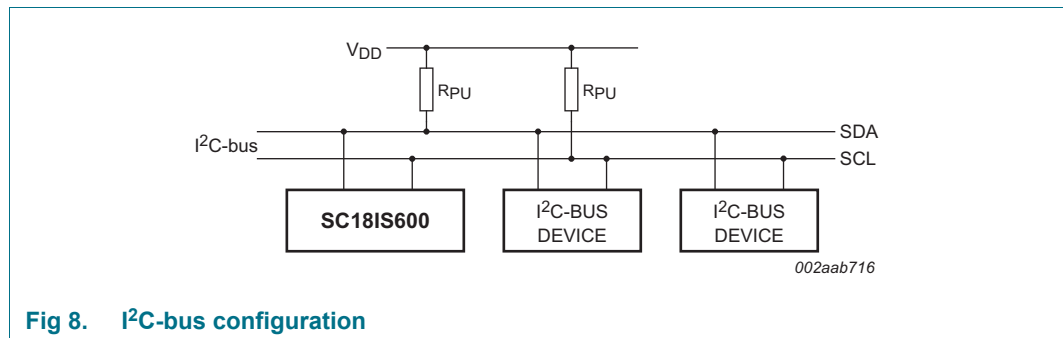 VDD
RPU RPU
SDA
I²C-bus
SCL
SC18IS600
I²C-BUS
DEVICE
I²C-BUS
DEVICE
002aab716
Fig 8. I²C-bus configuration